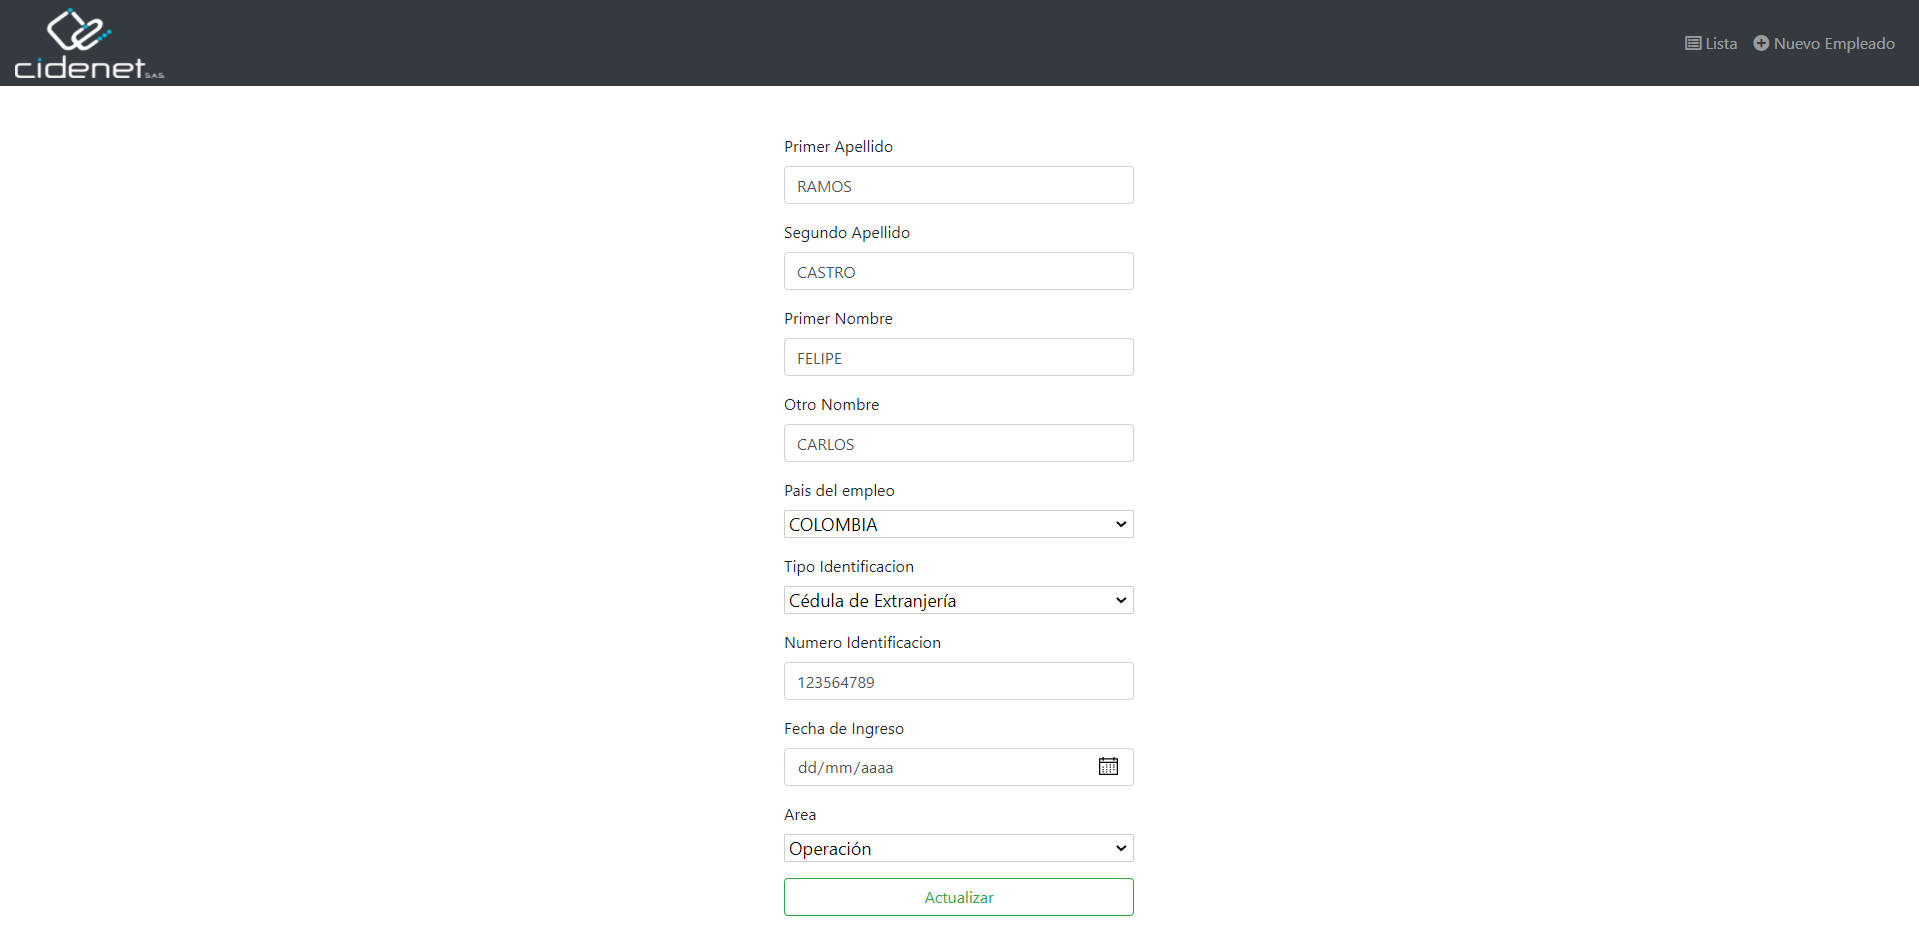 cidenet S.A.S.
Lista Nuevo Empleado
Primer Apellido
RAMOS
Segundo Apellido
CASTRO
Primer Nombre
FELIPE
Otro Nombre
CARLOS
Pais del empleo
COLOMBIA
Tipo Identificacion
Cédula de Extranjería
Numero Identificacion
123564789
Fecha de Ingreso
dd/mm/aaaa
Area
Operación
Actualizar